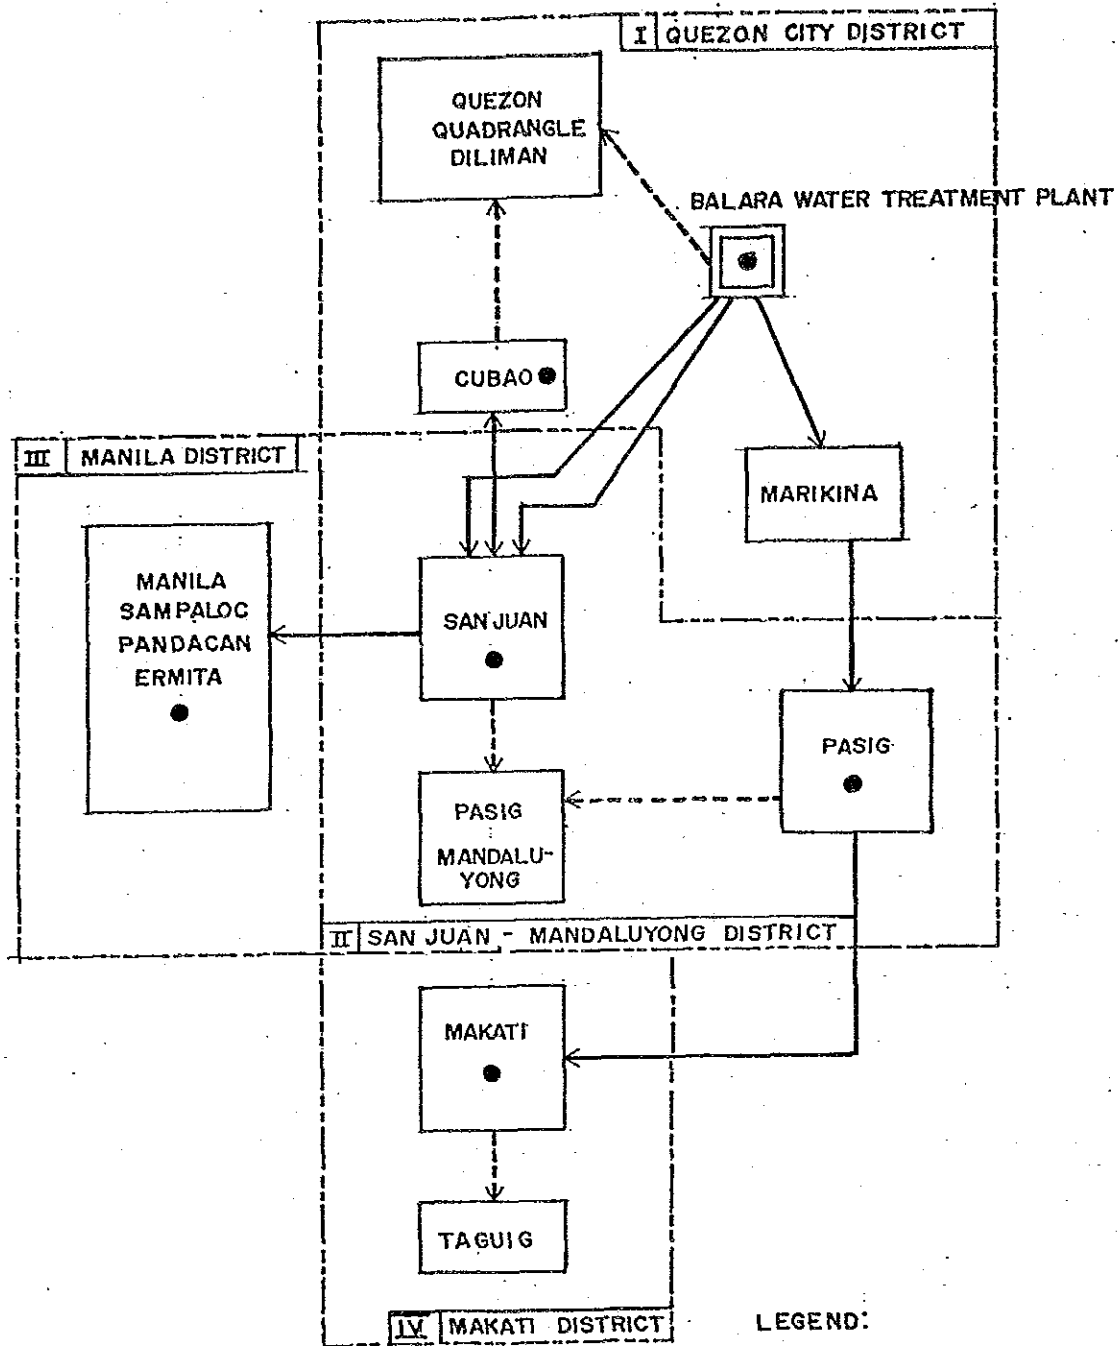 I QUEZON CITY DISTRICT
QUEZON
QUADRANGLE
DILIMAN
BALARA WATER TREATMENT PLANT
CUBAO
III MANILA DISTRICT
MARIKINA
MANILA
SAMPALOC
PANDACAN
ERMITA
SAN JUAN
PASIG
PASIG
MANDALU-
YONG
II SAN JUAN - MANDALUYONG DISTRICT
MAKATI
TAGUIG
IV MAKATI DISTRICT
LEGEND: